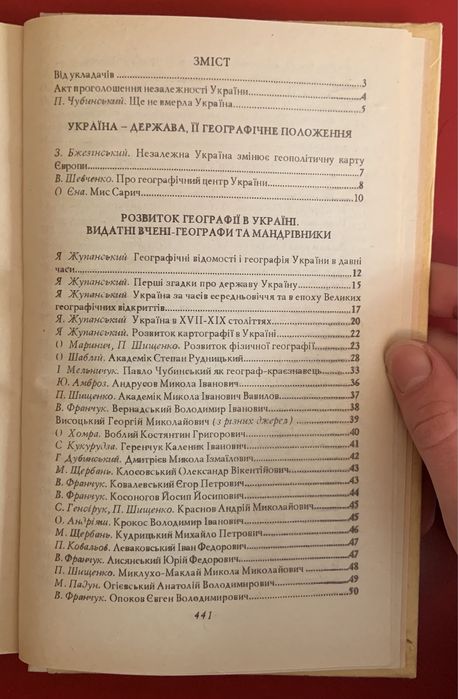 ЗМІСТ
Від укладачів ........ 3
Акт проголошення незалежності України ........ 4
П. Чубинський. Ще не вмерла Україна ........ 5
УКРАЇНА – ДЕРЖАВА, ЇЇ ГЕОГРАФІЧНЕ ПОЛОЖЕННЯ
З. Бжезінський. Незалежна Україна змінює геополітичну карту
Європи ........ 7
В. Шевченко. Про географічний центр України ........ 8
О Єна. Мис Сарич ........ 10
РОЗВИТОК ГЕОГРАФІЇ В УКРАЇНІ.
ВИДАТНІ ВЧЕНІ-ГЕОГРАФИ ТА МАНДРІВНИКИ
Я Жупанський Географічні відомості і географія України в давні
часи ........ 12
Я Жупанський. Перші згадки про державу Україну ........ 15
Я Жупанський. Україна за часів середньовіччя та в епоху Великих
географічних відкриттів ........ 17
Я. Жупанський Україна в XVII-XIX століттях ........ 20
Я Жупанський. Розвиток картографії в Україні ........ 22
О Маринич, П Шищенко. Розвиток фізичної географії ........ 23
О Шаблій. Академік Степан Рудницький ........ 28
І Мельничук. Павло Чубинський як географ-краєзнавець ........ 33
Ю. Амброз. Андрусов Микола Іванович ........ 36
П. Шищенко. Академік Микола Іванович Вавилов ........ 37
В. Франчук. Вернадський Володимир Іванович ........ 38
Висоцький Георгій Миколайович (з різних джерел) ........ 39
О Хомра. Воблий Костянтин Григорович ........ 40
С Кукурудза. Геренчук Каленик Іванович ........ 41
Г Дубинський. Дмитрієв Микола Ізмаїлович ........ 42
М. Щербань. Клосовський Олександр Вікентійович ........ 43
В. Франчук. Ковалевський Єгор Петрович ........ 43
В. Франчук. Косоногов Йосип Йосипович ........ 44
С. Генсірук, П. Шищенко. Краснов Андрій Миколайович ........ 45
О. Андріяш. Крокос Володимир Іванович ........ 45
М. Щербань. Кудрицький Михайло Петрович ........ 46
П. Ковальов. Леваковський Іван Федорович ........ 47
В. Франчук. Лисянський Юрій Федорович ........ 47
П. Шищенко. Миклухо-Маклай Микола Миколайович ........ 48
М. Падун. Огієвський Анатолій Володимирович ........ 49
В. Франчук. Опоков Євген Володимирович ........ 50
441